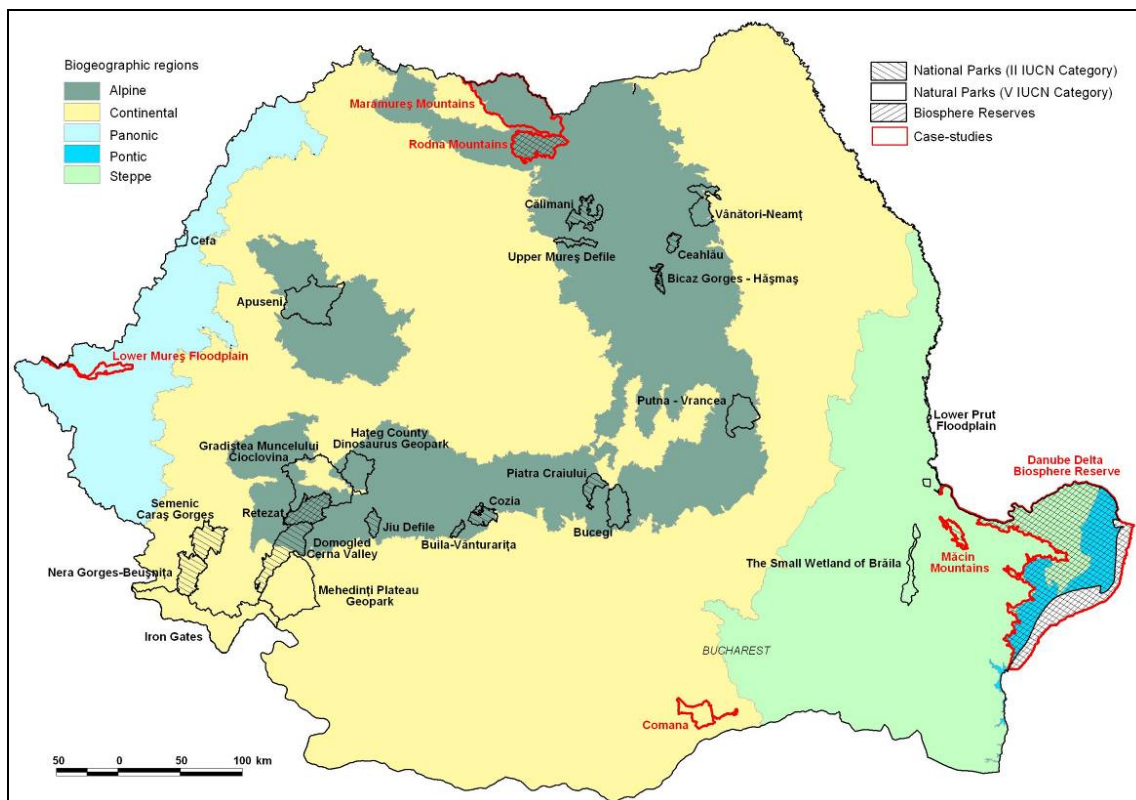 Biogeographic regions
Alpine
Continental
Panonic
Pontic
Steppe
National Parks (II IUCN Category)
Natural Parks (V IUCN Category)
Biosphere Reserves
Case-studies
Maramureş Mountains
Rodna Mountains
Călimani
Vânători-Neamţ
Upper Mureş Defile
Ceahlău
Bicaz Gorges - Hăşmaş
Cefa
Apuseni
Lower Mureş Floodplain
Putna - Vrancea
Lower Prut
Floodplain
Haţeg County
Dinosaurus Geopark
Gradiştea Muncelului
Cioclovina
Piatra Craiului
Danube Delta
Biosphere Reserve
Semenic
Caraş Gorges
Retezat
Cozia
Jiu Defile
Buila-Vânturariţa
Bucegi
Domogled
Cerna Valley
Măcin
Mountains
The Small Wetland of Brăila
Nera Gorges-Beuşniţa
Mehedinţi Plateau
Geopark
Iron Gates
BUCHAREST
Comana
50 0 50 100 km